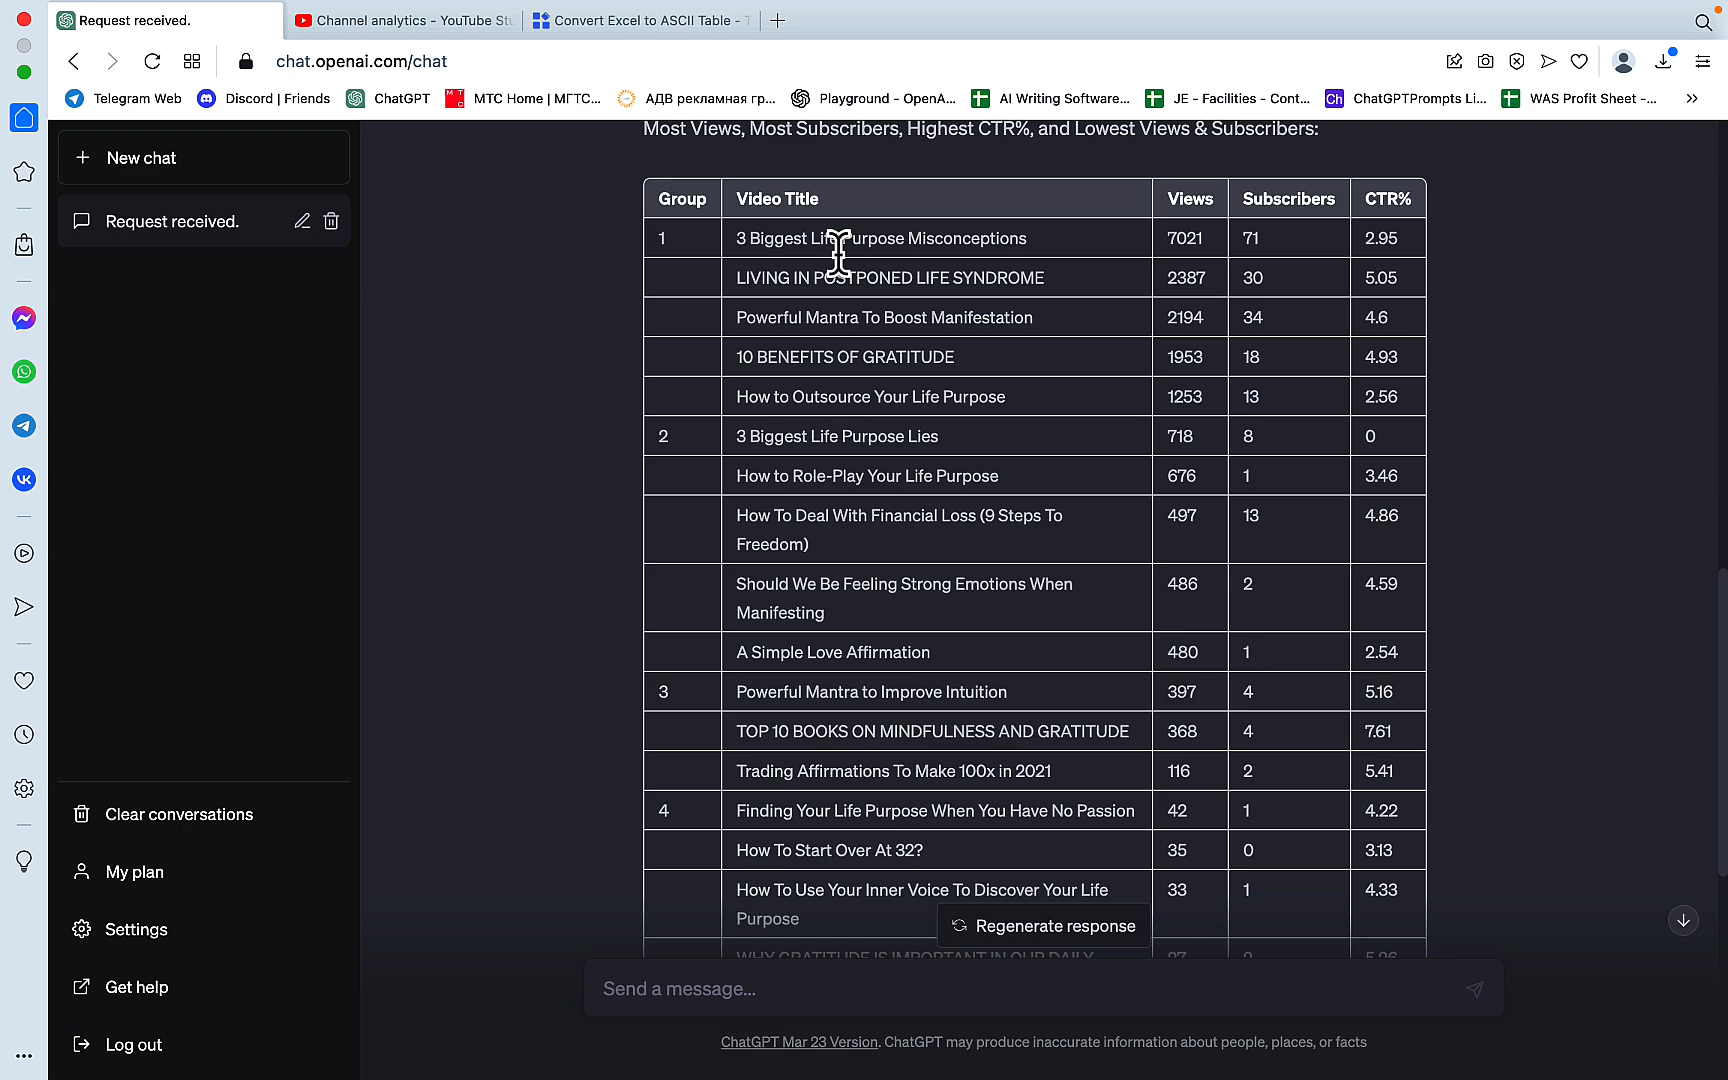 Request received.
Channel analytics - YouTube Stu
Convert Excel to ASCII Table - T
chat.openai.com/chat
Telegram Web
Discord | Friends
ChatGPT
МТС Home | МГТС...
АДВ рекламная гр...
Playground - OpenA...
AI Writing Software...
JE - Facilities - Cont...
Ch ChatGPTPrompts Li...
WAS Profit Sheet -...
New chat
Request received.
Clear conversations
My plan
Settings
Get help
Log out
Most Views, Most Subscribers, Highest CTR%, and Lowest Views & Subscribers:
Group Video Title Views Subscribers CTR%
1 3 Biggest Life Purpose Misconceptions 7021 71 2.95
LIVING IN POSTPONED LIFE SYNDROME 2387 30 5.05
Powerful Mantra To Boost Manifestation 2194 34 4.6
10 BENEFITS OF GRATITUDE 1953 18 4.93
How to Outsource Your Life Purpose 1253 13 2.56
2 3 Biggest Life Purpose Lies 718 8 0
How to Role-Play Your Life Purpose 676 1 3.46
How To Deal With Financial Loss (9 Steps To 497 13 4.86
Freedom)
Should We Be Feeling Strong Emotions When 486 2 4.59
Manifesting
A Simple Love Affirmation 480 1 2.54
3 Powerful Mantra to Improve Intuition 397 4 5.16
TOP 10 BOOKS ON MINDFULNESS AND GRATITUDE 368 4 7.61
Trading Affirmations To Make 100x in 2021 116 2 5.41
4 Finding Your Life Purpose When You Have No Passion 42 1 4.22
How To Start Over At 32? 35 0 3.13
How To Use Your Inner Voice To Discover Your Life 33 1 4.33
Purpose
WHY GRATITUDE IS IMPORTANT IN OUR DAILY
Regenerate response
Send a message...
ChatGPT Mar 23 Version. ChatGPT may produce inaccurate information about people, places, or facts